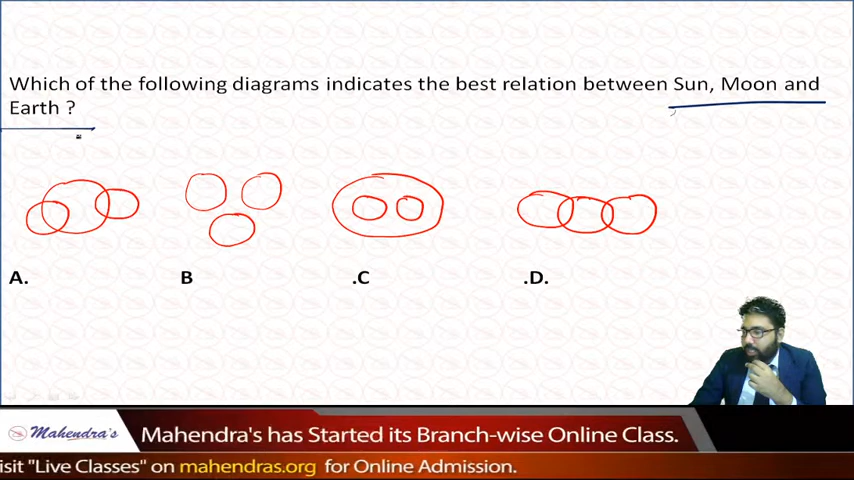 Which of the following diagrams indicates the best relation between Sun, Moon and
Earth ?
A.
B
.C
.D.
Mahendra's
Mahendra's has Started its Branch-wise Online Class.
isit "Live Classes" on mahendras.org for Online Admission.